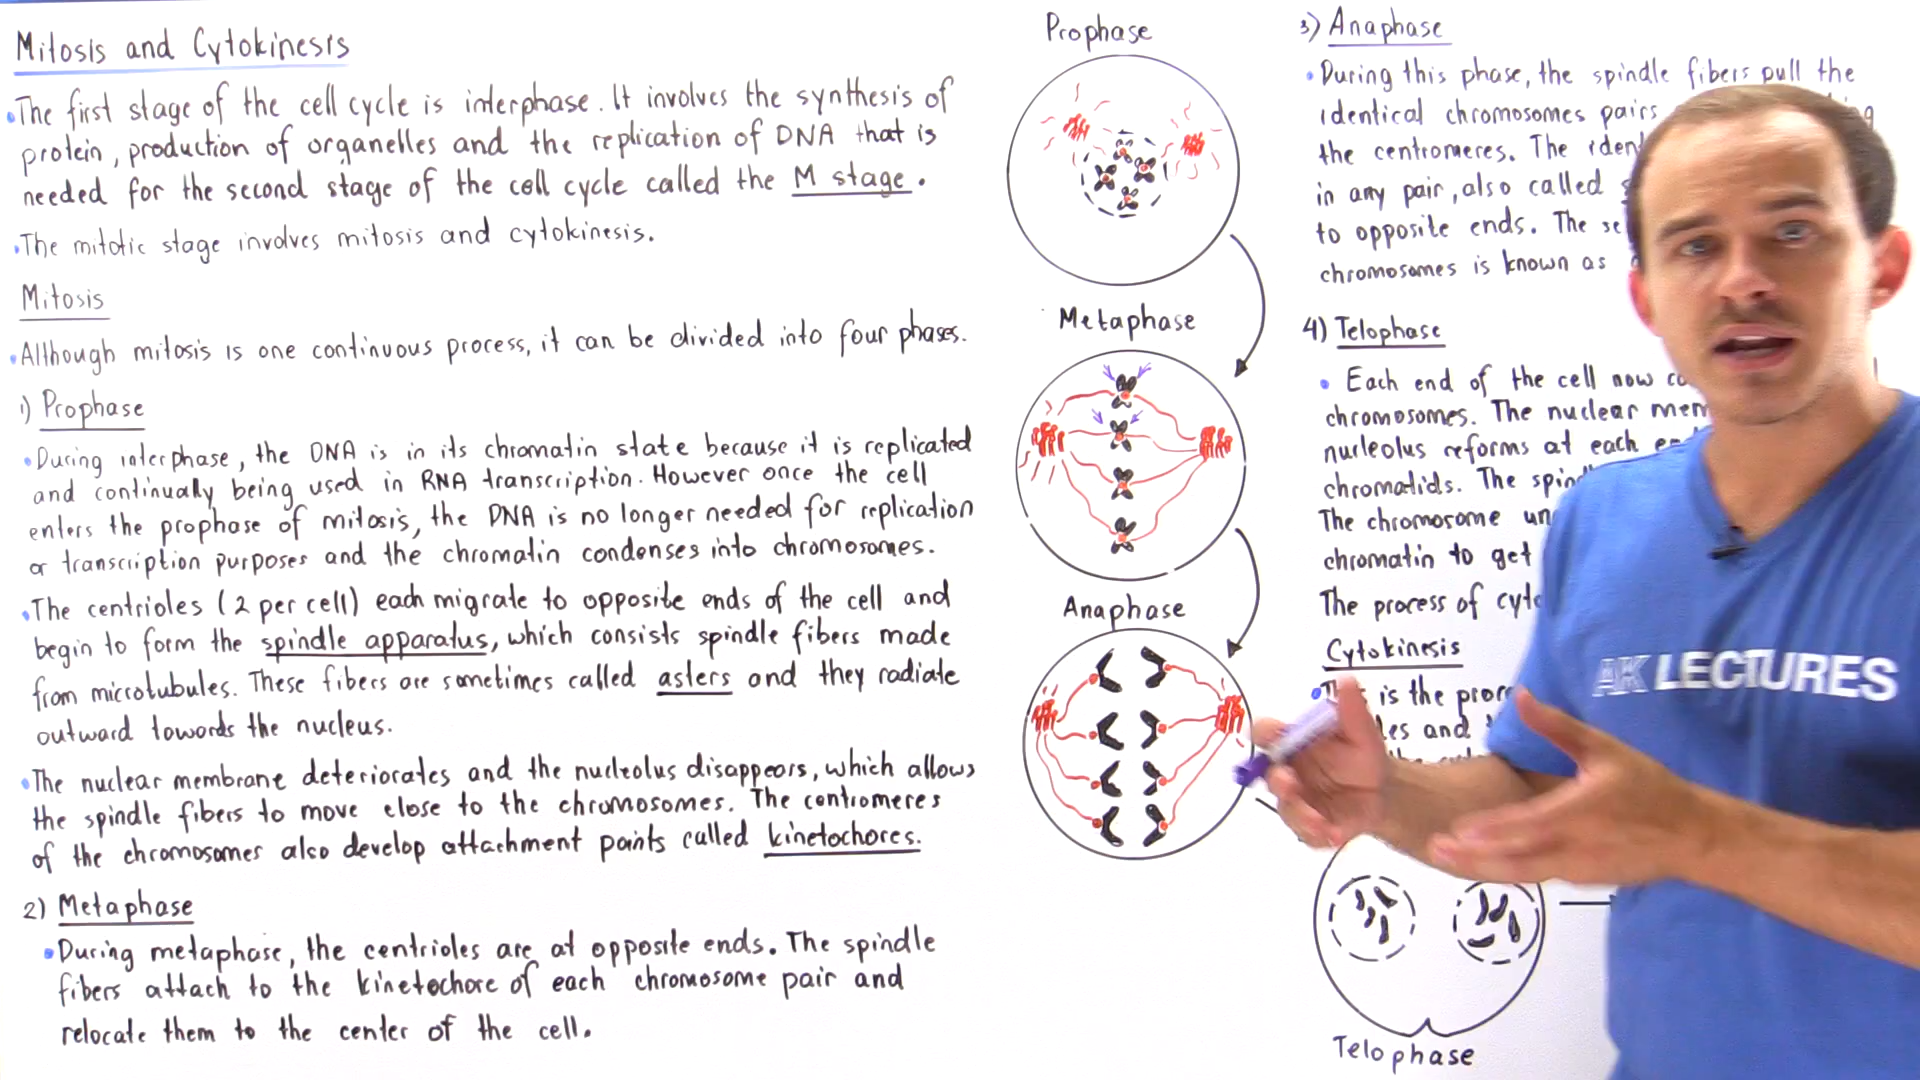 Mitosis and Cytokinesis
•The first stage of the cell cycle is interphase. It involves the synthesis of
protein, production of organelles and the replication of DNA that is
needed for the second stage of the cell cycle called the M stage.
•The mitotic stage involves mitosis and cytokinesis.
Mitosis
•Although mitosis is one continuous process, it can be divided into four phases.
1) Prophase
•During interphase, the DNA is in its chromatin state because it is replicated
and continually being used in RNA transcription. However once the cell
enters the prophase of mitosis, the DNA is no longer needed for replication
or transcription purposes and the chromatin condenses into chromosomes.
•The centrioles (2 per cell) each migrate to opposite ends of the cell and
begin to form the spindle apparatus, which consists spindle fibers made
from microtubules. These fibers are sometimes called asters and they radiate
outward towards the nucleus.
•The nuclear membrane deteriorates and the nucleolus disappears, which allows
the spindle fibers to move close to the chromosomes. The centromeres
of the chromosomes also develop attachment points called kinetochores.
2) Metaphase
•During metaphase, the centrioles are at opposite ends. The spindle
fibers attach to the kinetochore of each chromosome pair and
relocate them to the center of the cell.
Prophase
Metaphase
Anaphase
Telophase
3) Anaphase
•During this phase, the spindle fibers pull the
identical chromosomes pairs
the centromeres. The
in any pair, also called
to opposite ends. The
chromosomes is known as
4) Telophase
• Each end of the cell now
chromosomes. The nuclear
nucleolus reforms at each
chromatids. The
The chromosome
chromatin to get
The process of
Cytokinesis
is the
and
AK LECTURES